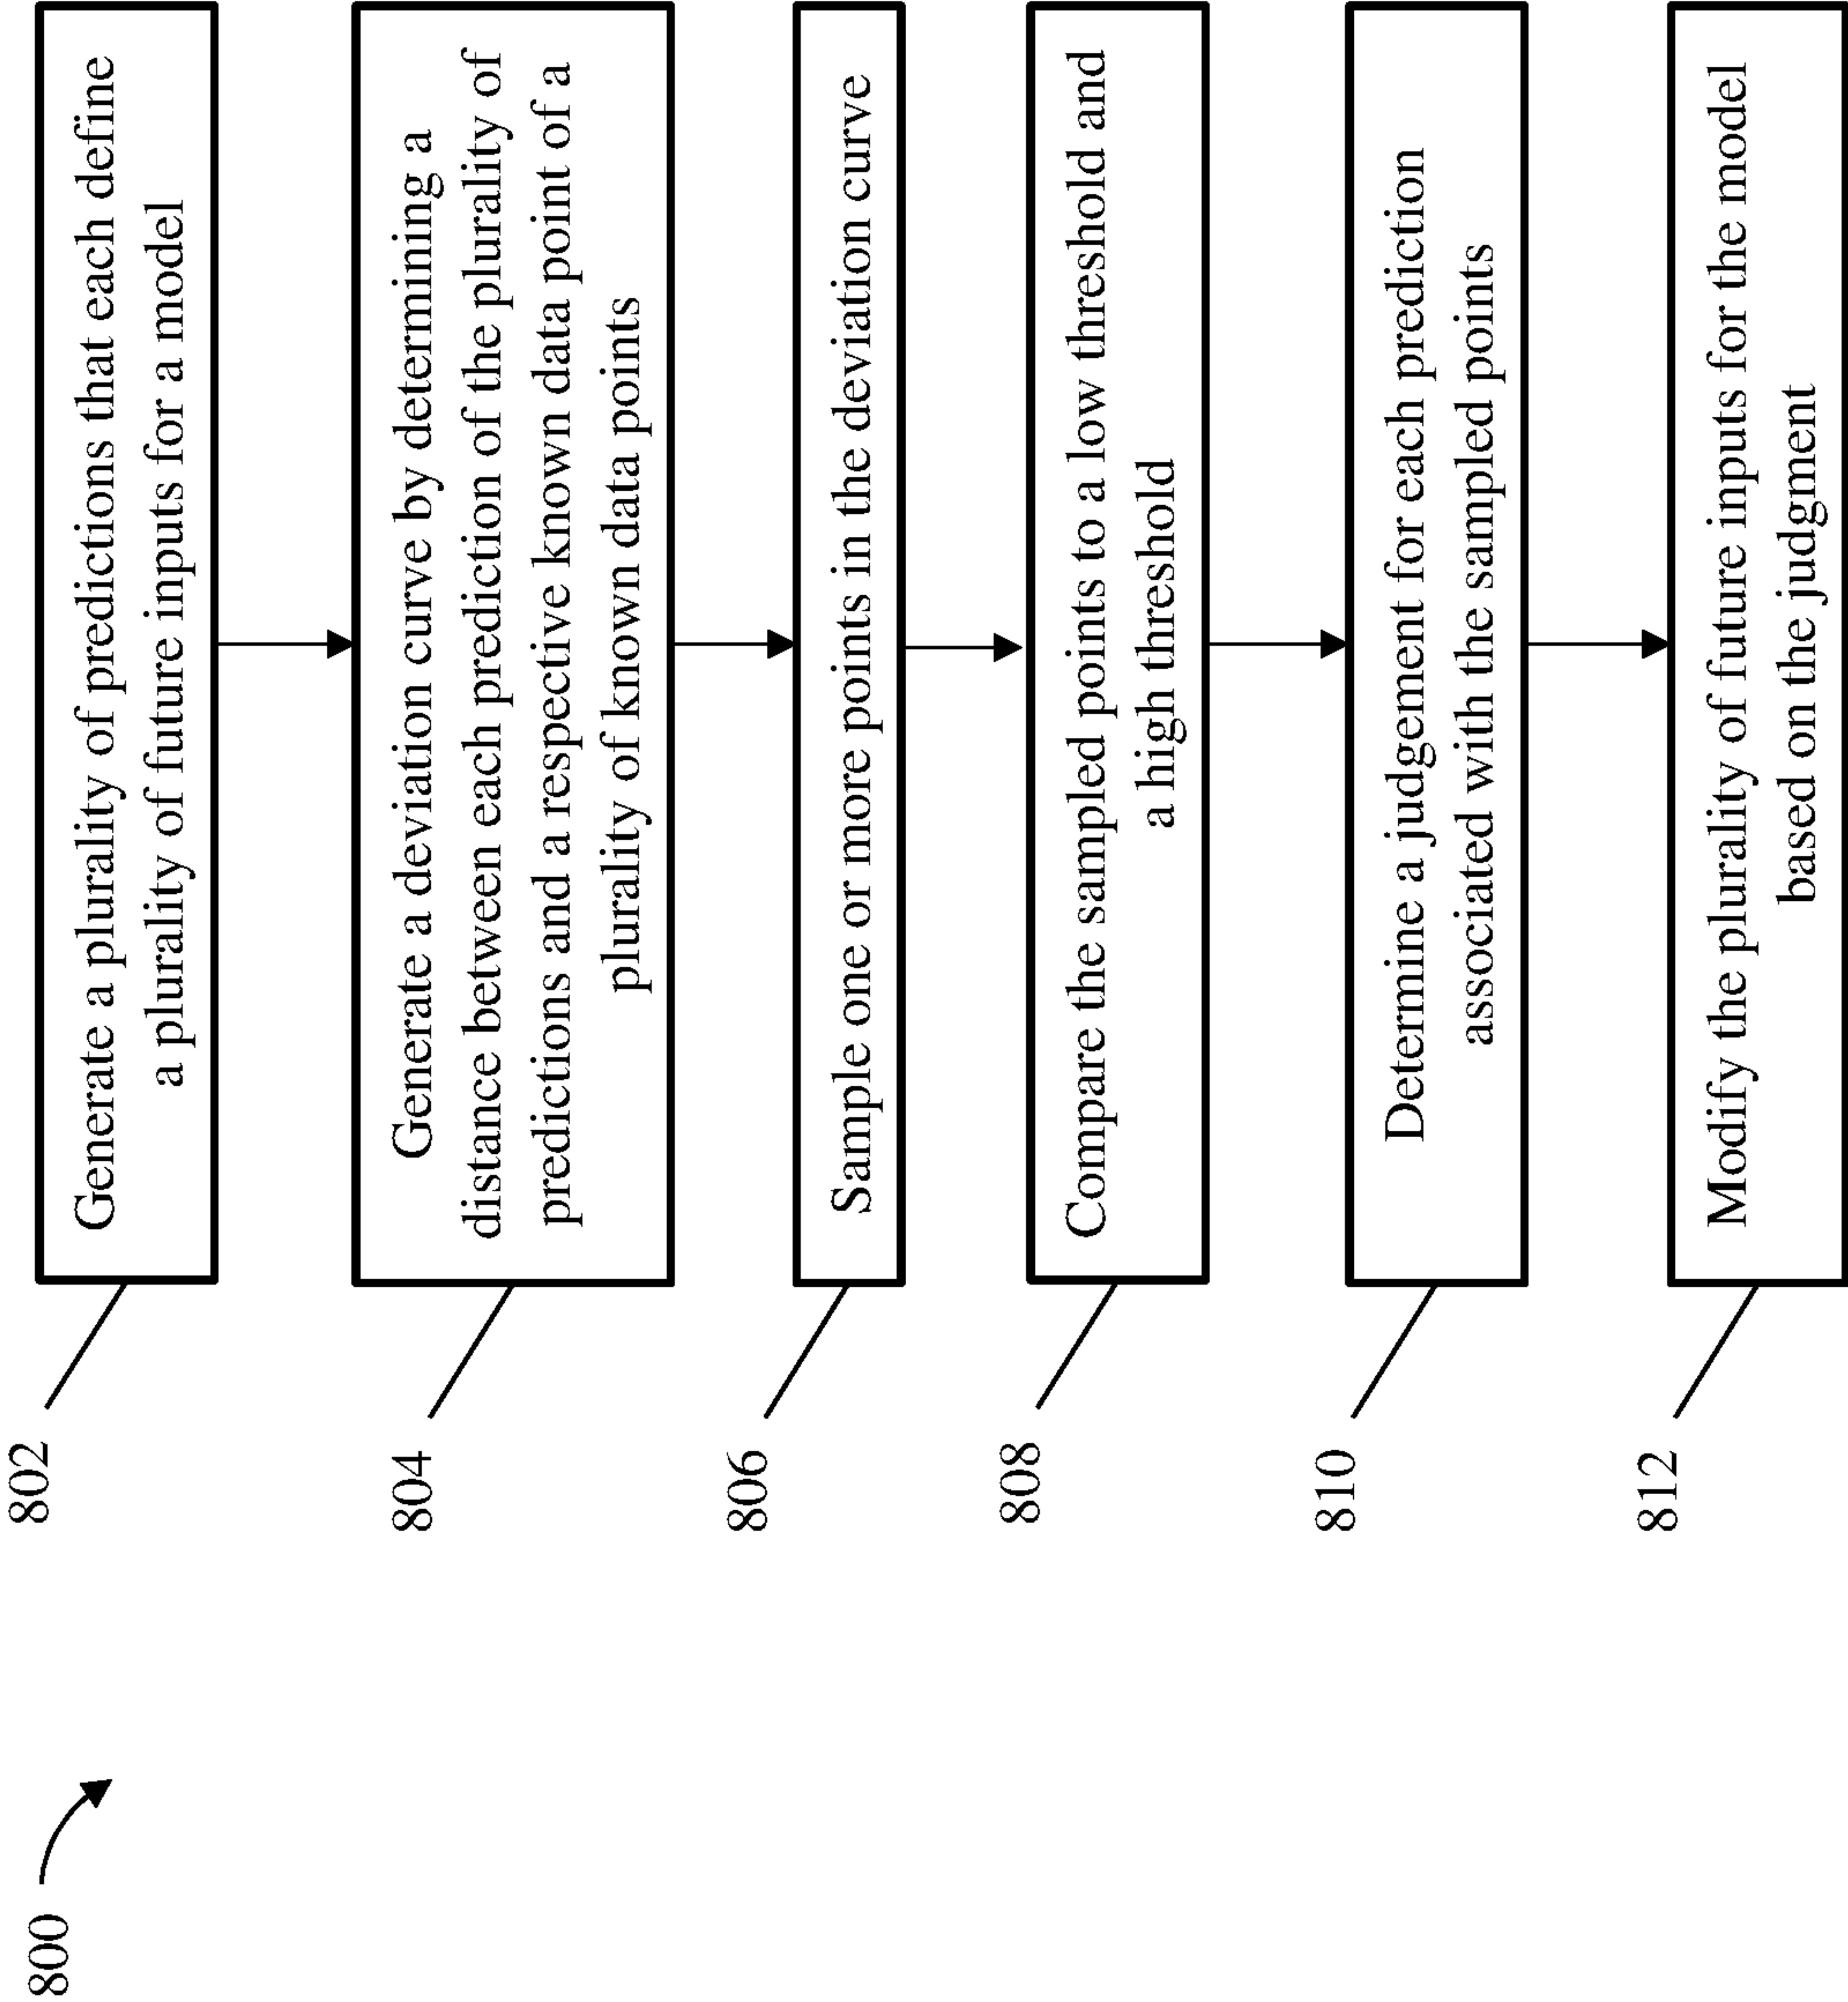 800
802
Generate a plurality of predictions that each define
a plurality of future inputs for a model
804
Generate a deviation curve by determining a
distance between each prediction of the plurality of
predictions and a respective known data point of a
plurality of known data points
806
Sample one or more points in the deviation curve
808
Compare the sampled points to a low threshold and
a high threshold
810
Determine a judgement for each prediction
associated with the sampled points
812
Modify the plurality of future inputs for the model
based on the judgment